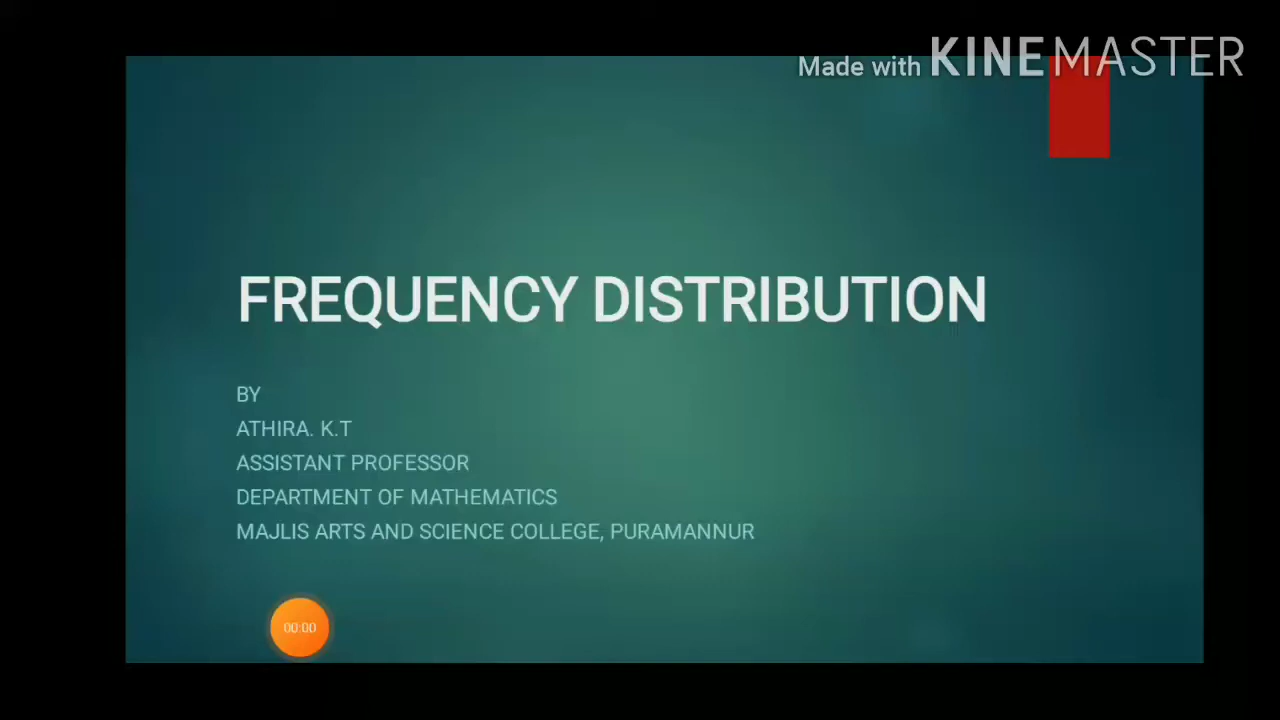 Made with KINEMASTER
FREQUENCY DISTRIBUTION
BY
ATHIRA. K.T
ASSISTANT PROFESSOR
DEPARTMENT OF MATHEMATICS
MAJLIS ARTS AND SCIENCE COLLEGE, PURAMANNUR
00:00